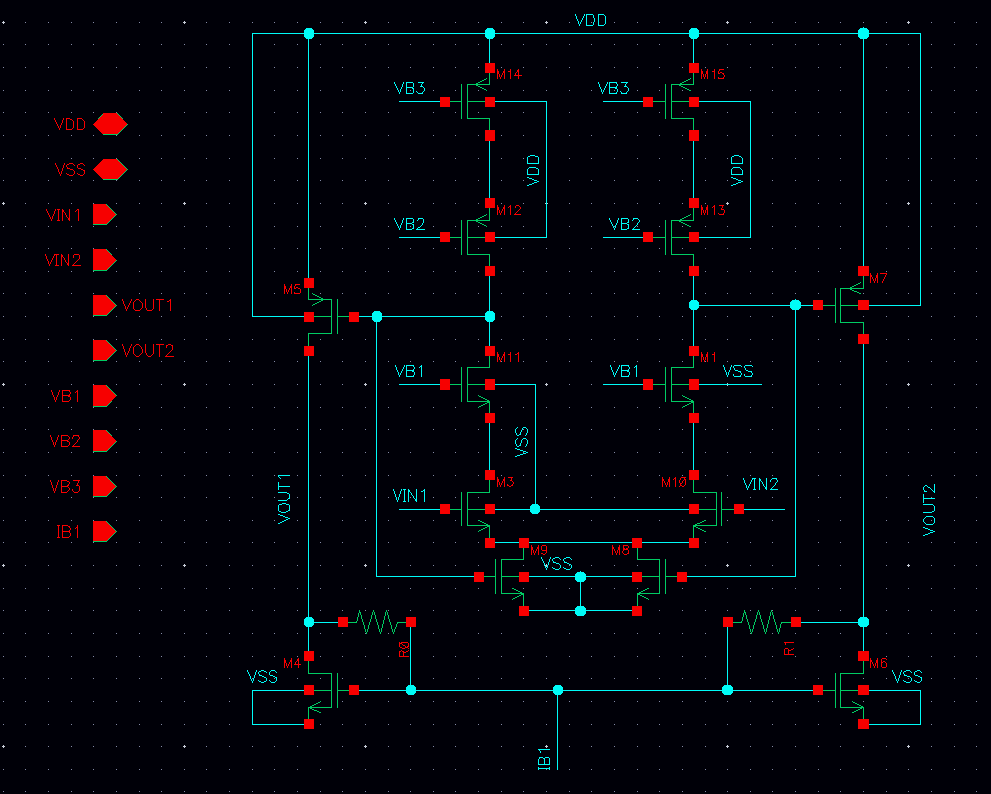 VDD
VB3
M14
VB3
M15
VDD
VSS
VDD
VDD
VIN1
VB2
M12
VB2
M13
VIN2
M5
M7
VOUT1
VOUT2
M11
M1
VB1
VB1
VSS
VB1
VSS
VB2
M3
M10
VIN2
VB3
VIN1
VOUT1
VOUT2
IB1
M9
M8
VSS
R0
R1
M4
M6
VSS
VSS
IB1